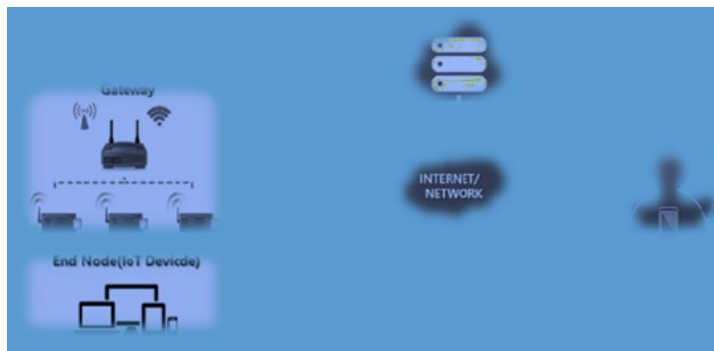 Gateway
INTERNET/
NETWORK
End Node(IoT Devicde)